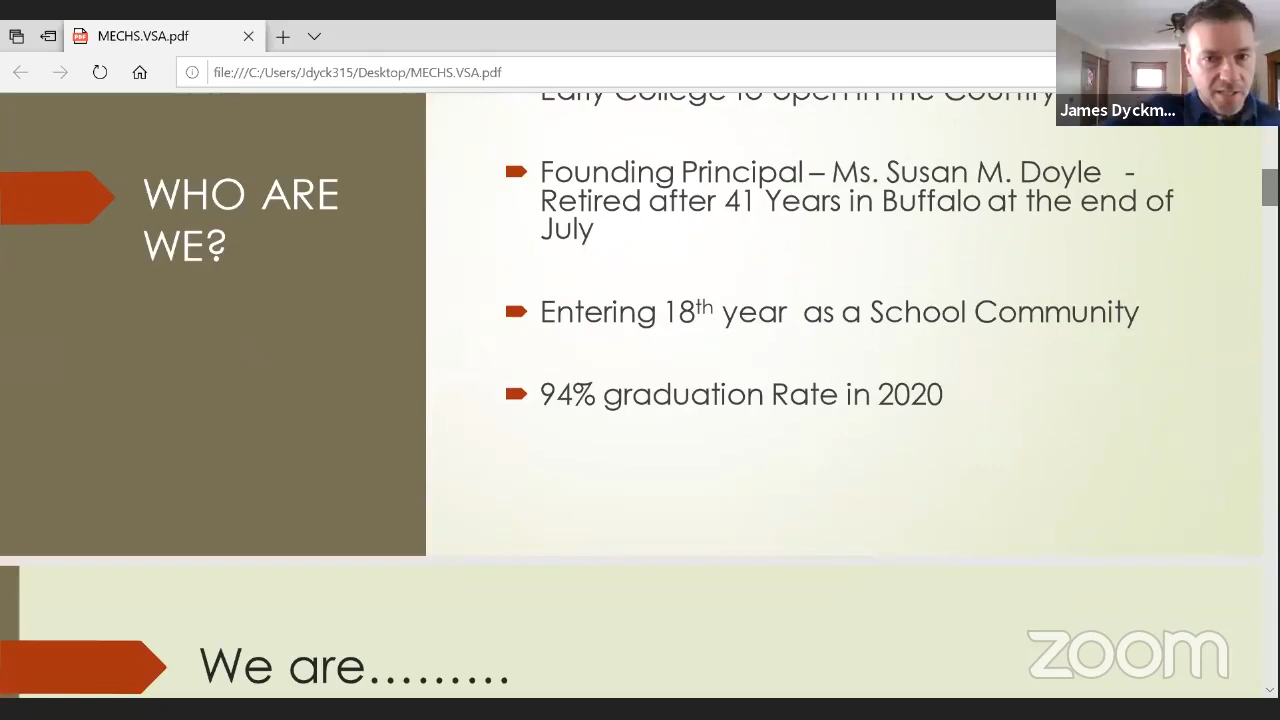 MECHS.VSA.pdf
file:///C:/Users/Jdyck315/Desktop/MECHS.VSA.pdf
James Dyckm...
Early College to Open in the Country
WHO ARE
WE?
Founding Principal – Ms. Susan M. Doyle -
Retired after 41 Years in Buffalo at the end of
July
Entering 18th year as a School Community
94% graduation Rate in 2020
We are.........
zoom